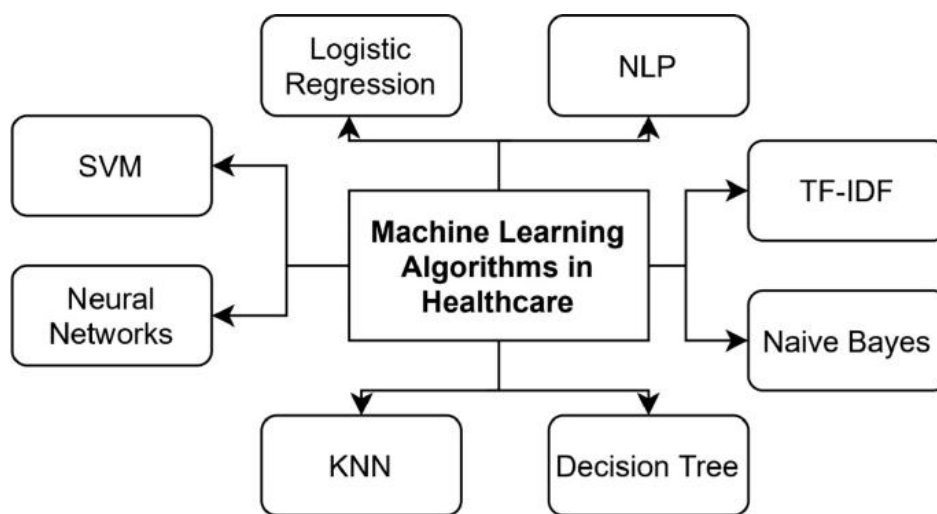 Logistic
Regression
NLP
SVM
TF-IDF
Machine Learning
Algorithms in
Healthcare
Neural
Networks
Naive Bayes
KNN
Decision Tree